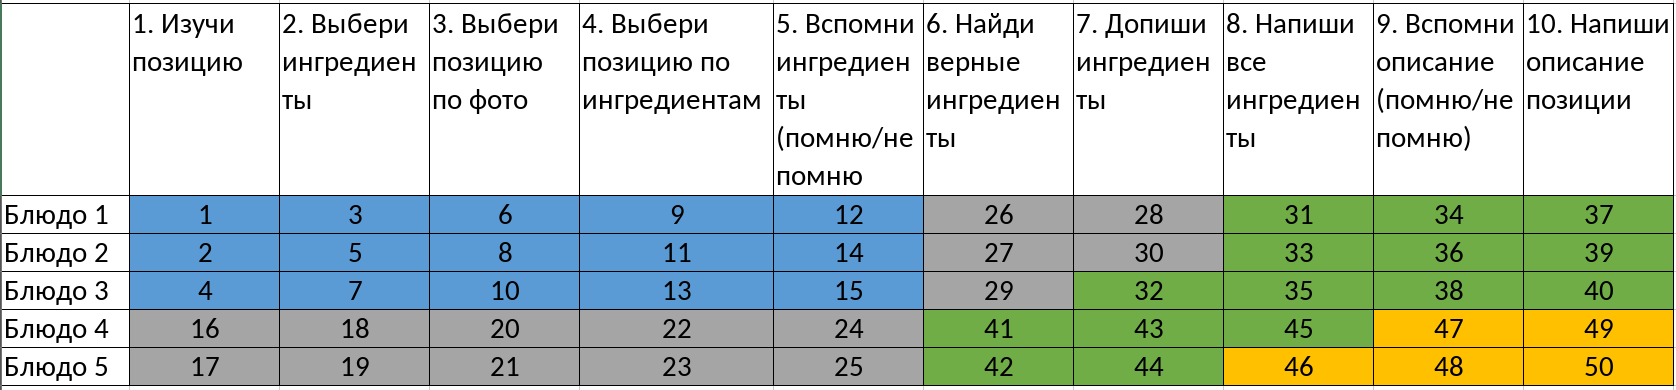 1. Изучи позицию 2. Выбери ингредиенты 3. Выбери позицию по фото 4. Выбери позицию по ингредиентам 5. Вспомни ингредиенты (помню/не помню 6. Найди верные ингредиенты 7. Допиши ингредиенты 8. Напиши все ингредиенты 9. Вспомни описание (помню/не помню) 10. Напиши описание позиции
Блюдо 1 1 3 6 9 12 26 28 31 34 37
Блюдо 2 2 5 8 11 14 27 30 33 36 39
Блюдо 3 4 7 10 13 15 29 32 35 38 40
Блюдо 4 16 18 20 22 24 41 43 45 47 49
Блюдо 5 17 19 21 23 25 42 44 46 48 50